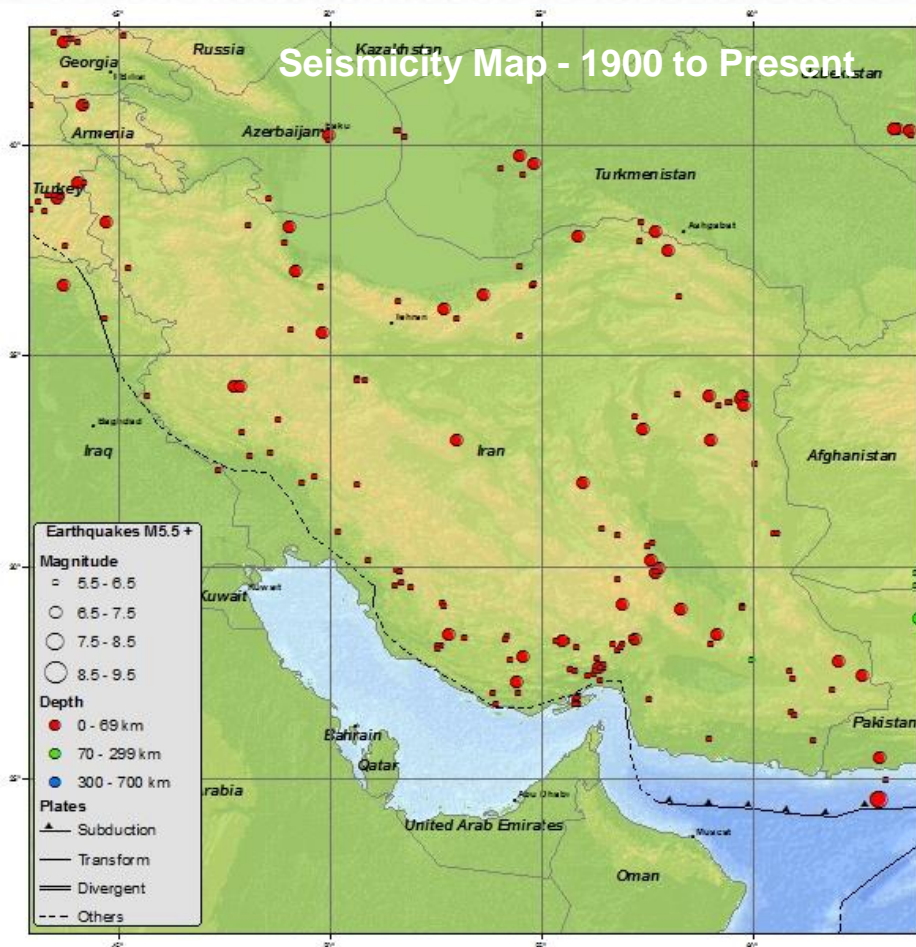 Seismicity Map - 1900 to Present
Russia
Kazakhstan
Georgia
Uzbekistan
Armenia
Azerbaijan
Baku
Turkey
Turkmenistan
Ashgabat
Tehran
Baghdad
Iraq
Iran
Afghanistan
Earthquakes M5.5 +
Magnitude
5.5 - 6.5
6.5 - 7.5
7.5 - 8.5
8.5 - 9.5
Depth
0 - 69 km
70 - 299 km
300 - 700 km
Plates
Subduction
Transform
Divergent
Others
Kuwait
Kuwait
Pakistan
Bahrain
Qatar
Abu Dhabi
Arabia
United Arab Emirates
Muscat
Oman